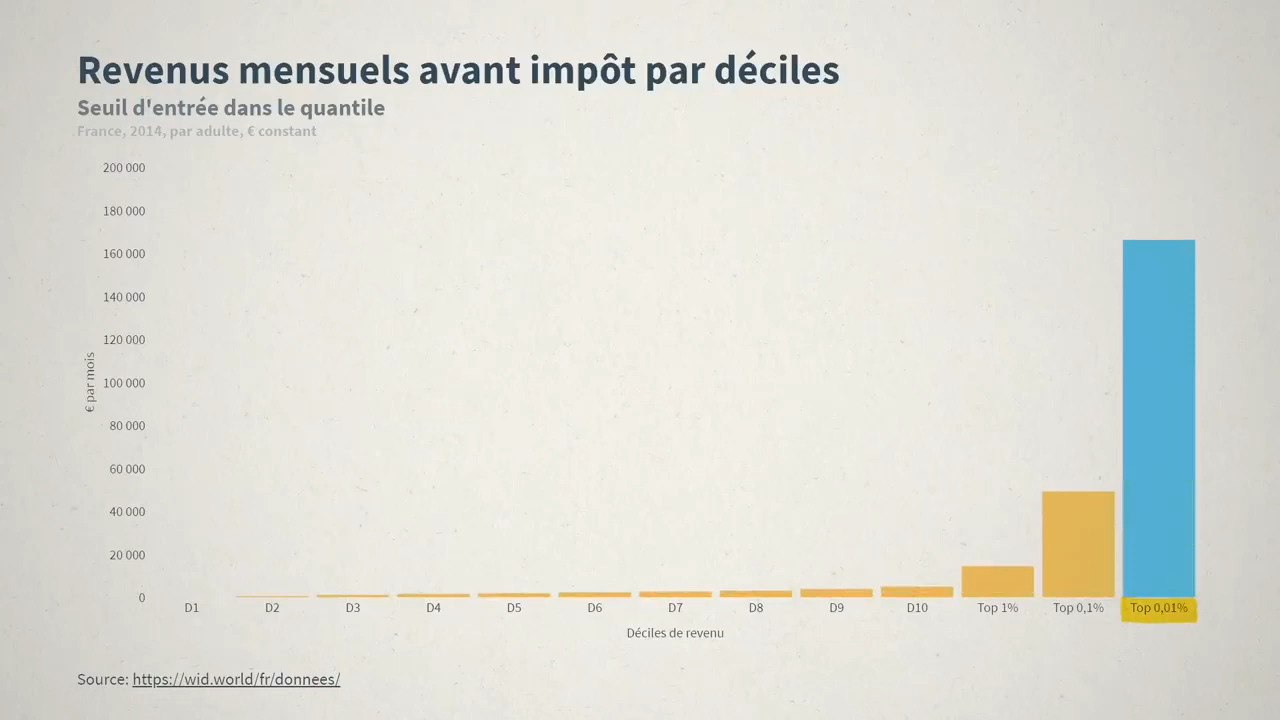 Revenus mensuels avant impôt par déciles
Seuil d'entrée dans le quantile
France, 2014, par adulte, € constant
200 000
180 000
160 000
140 000
120 000
100 000
80 000
60 000
40 000
20 000
0
€ par mois
D1 D2 D3 D4 D5 D6 D7 D8 D9 D10 Top 1% Top 0,1% Top 0,01%
Déciles de revenu
Source: https://wid.world/fr/donnees/